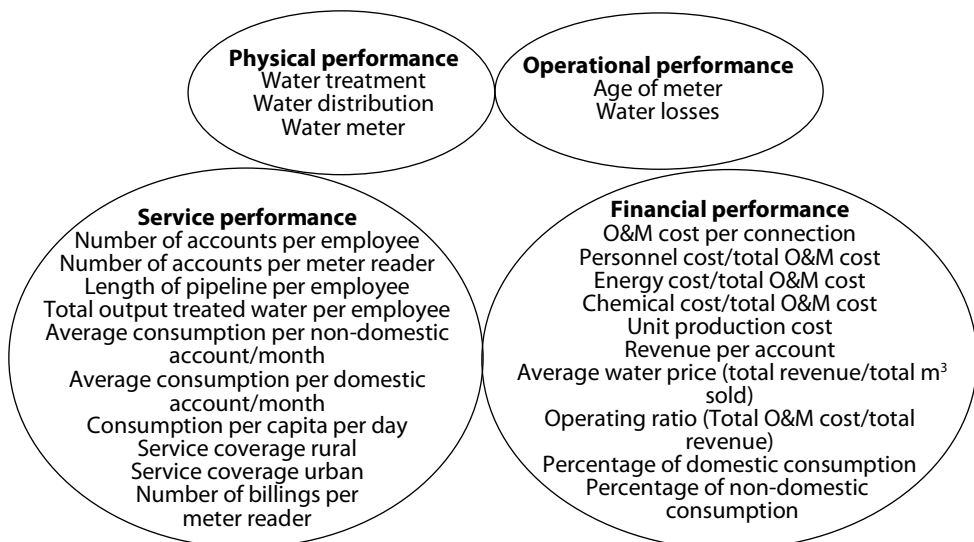 Physical performance
Water treatment
Water distribution
Water meter
Operational performance
Age of meter
Water losses
Service performance
Number of accounts per employee
Number of accounts per meter reader
Length of pipeline per employee
Total output treated water per employee
Average consumption per non-domestic
account/month
Average consumption per domestic
account/month
Consumption per capita per day
Service coverage rural
Service coverage urban
Number of billings per
meter reader
Financial performance
O&M cost per connection
Personnel cost/total O&M cost
Energy cost/total O&M cost
Chemical cost/total O&M cost
Unit production cost
Revenue per account
Average water price (total revenue/total m³
sold)
Operating ratio (Total O&M cost/total
revenue)
Percentage of domestic consumption
Percentage of non-domestic
consumption